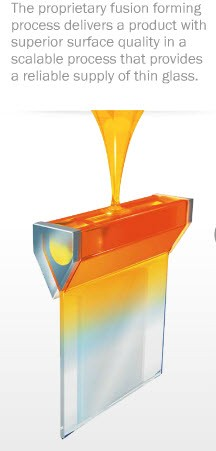 The proprietary fusion forming
process delivers a product with
superior surface quality in a
scalable process that provides
a reliable supply of thin glass.